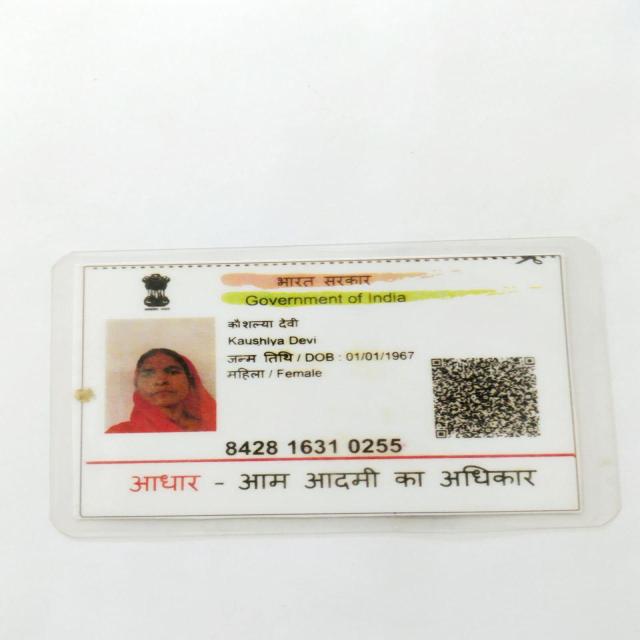 भारत सरकार
Government of India
कौशल्या देवी
Kaushlya Devi
जन्म तिथि / DOB : 01/01/1967
महिला / Female
8428 1631 0255
आधार - आम आदमी का अधिकार